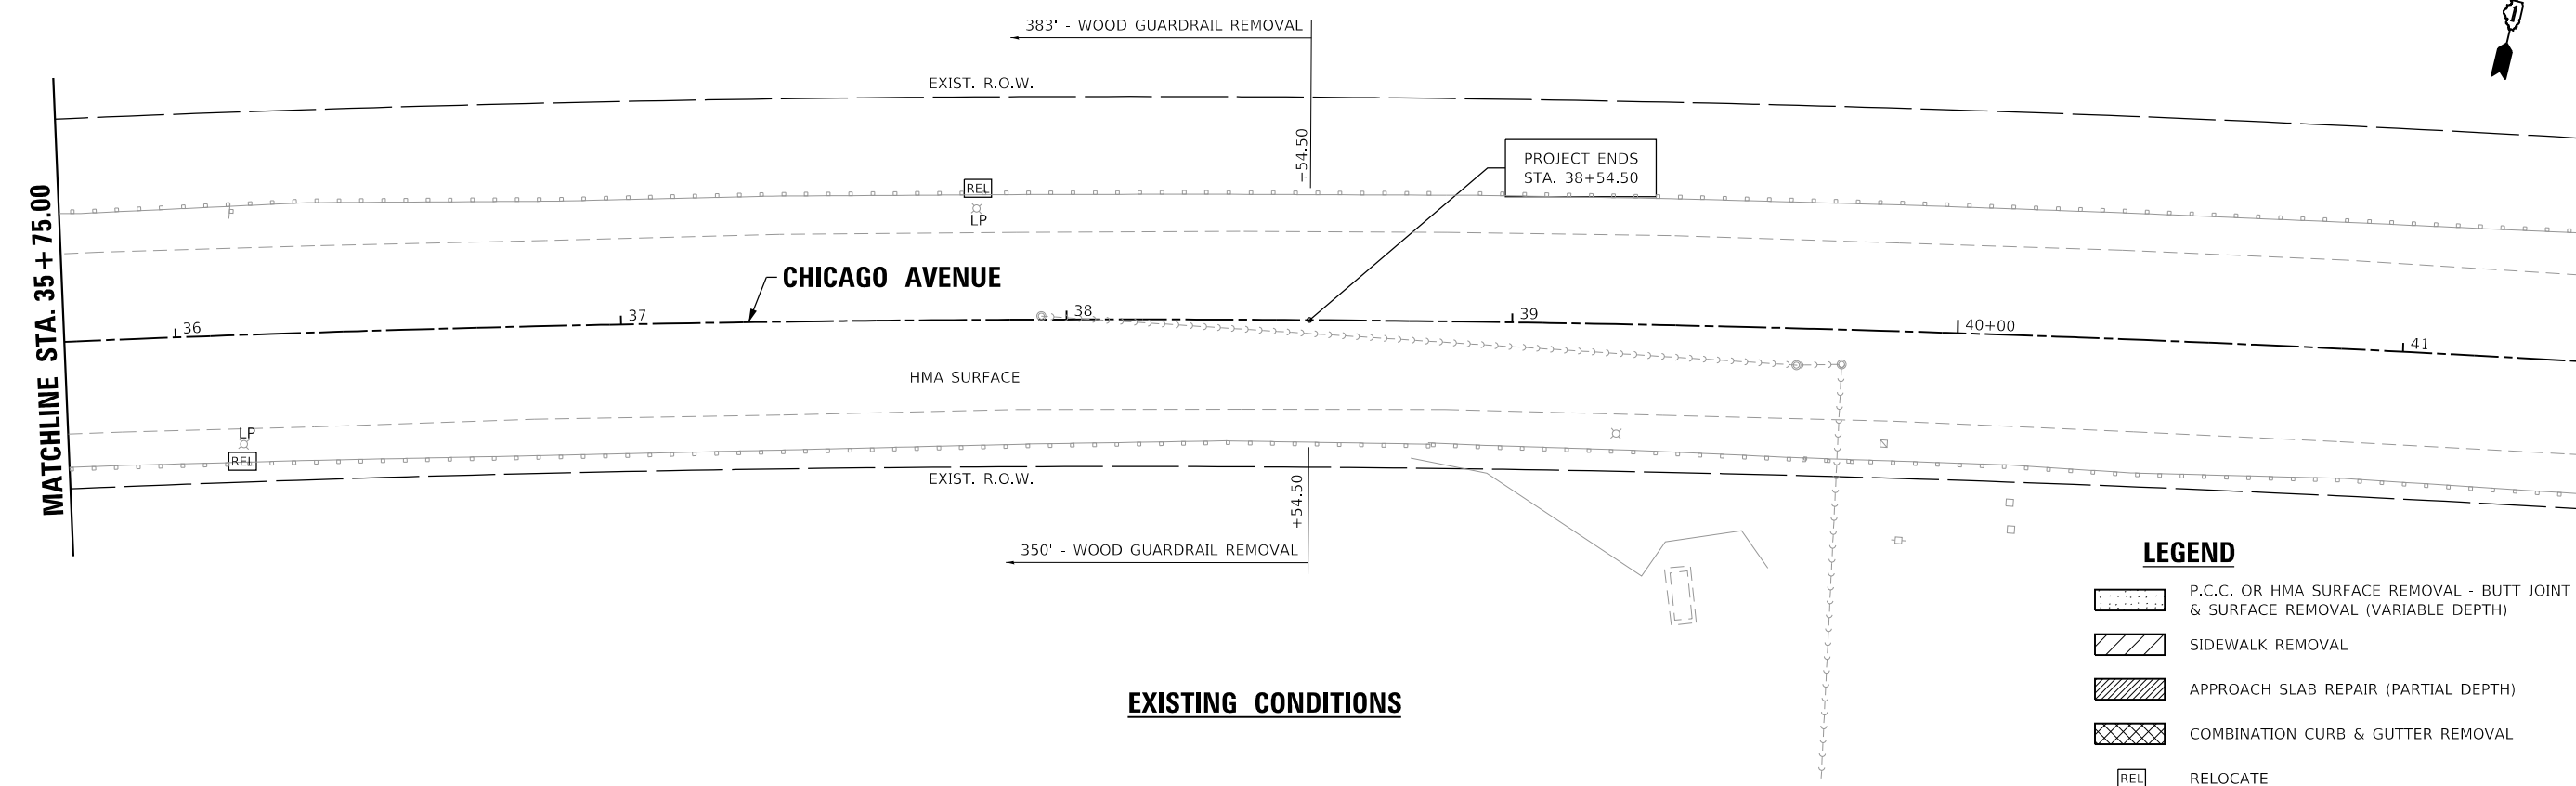 383' - WOOD GUARDRAIL REMOVAL
EXIST. R.O.W.
+54.50
PROJECT ENDS
STA. 38+54.50
REL
LP
MATCHLINE STA. 35+75.00
CHICAGO AVENUE
36
37
38
39
40+00
41
HMA SURFACE
LP
REL
EXIST. R.O.W.
+54.50
350' - WOOD GUARDRAIL REMOVAL
LEGEND
P.C.C. OR HMA SURFACE REMOVAL - BUTT JOINT
& SURFACE REMOVAL (VARIABLE DEPTH)
SIDEWALK REMOVAL
APPROACH SLAB REPAIR (PARTIAL DEPTH)
COMBINATION CURB & GUTTER REMOVAL
REL RELOCATE
EXISTING CONDITIONS